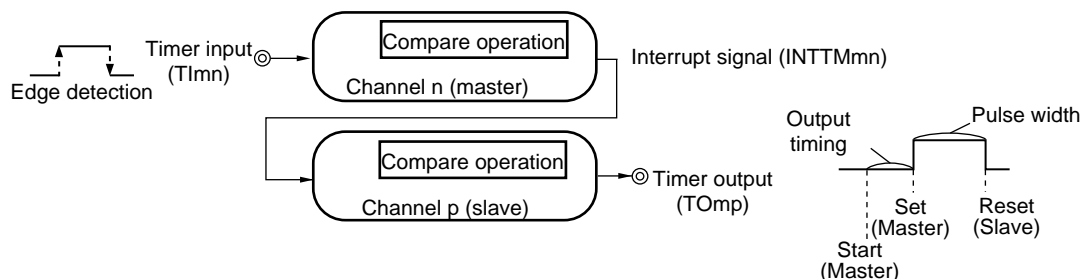 Edge detection
Timer input
(TImn)
Compare operation
Channel n (master)
Interrupt signal (INTTMmn)
Compare operation
Channel p (slave)
Timer output
(TOmp)
Output
timing
Pulse width
Start
(Master)
Set
(Master)
Reset
(Slave)